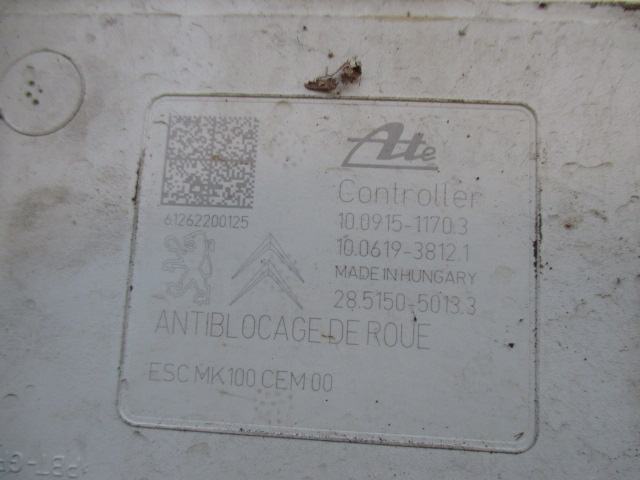 Ate
Controller
61262200125
10.0915-1170.3
10.0619-3812.1
MADE IN HUNGARY
28.5150-5013.3
ANTIBLOCAGE DE ROUE
ESC MK100 CEM 00